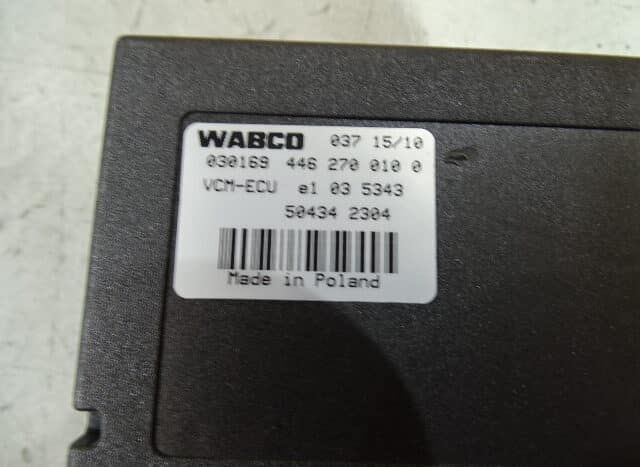 WABCO 037 15/10
030169 446 270 010 0
VCM-ECU e1 03 5343
50434 2304
Made in Poland